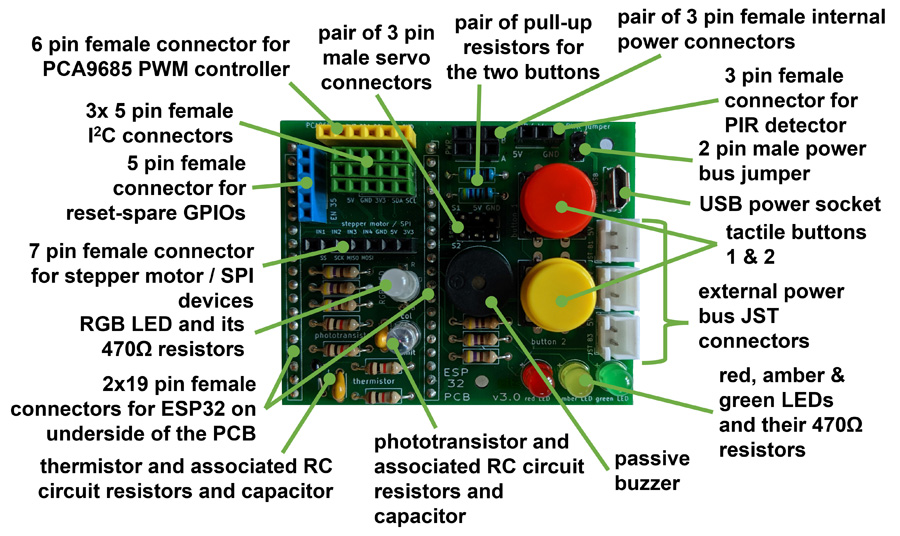 6 pin female connector for
PCA9685 PWM controller
pair of 3 pin
male servo
connectors
pair of pull-up
resistors for
the two buttons
pair of 3 pin female internal
power connectors
3 pin female
connector for
PIR detector
2 pin male power
bus jumper
USB power socket
tactile buttons
1 & 2
external power
bus JST
connectors
red, amber &
green LEDs
and their 470Ω
resistors
passive
buzzer
phototransistor and
associated RC circuit
resistors and
capacitor
thermistor and associated RC
circuit resistors and capacitor
2x19 pin female
connectors for ESP32 on
underside of the PCB
RGB LED and its
470Ω resistors
7 pin female connector
for stepper motor / SPI
devices
5 pin female
connector for
reset-spare GPIOs
3x 5 pin female
I²C connectors
jumper
5V GND
A
5V GND 3V3 SDA SCL
EN 35
stepper motor / SPI
IN1 IN2 IN3 IN4 GND 5V 3V3
SS SCK MISO MOSI
S1 5V GND
S2
phototransist
thermistor
button 2
ESP
32
PCB v3.0
red LED amber LED green LED